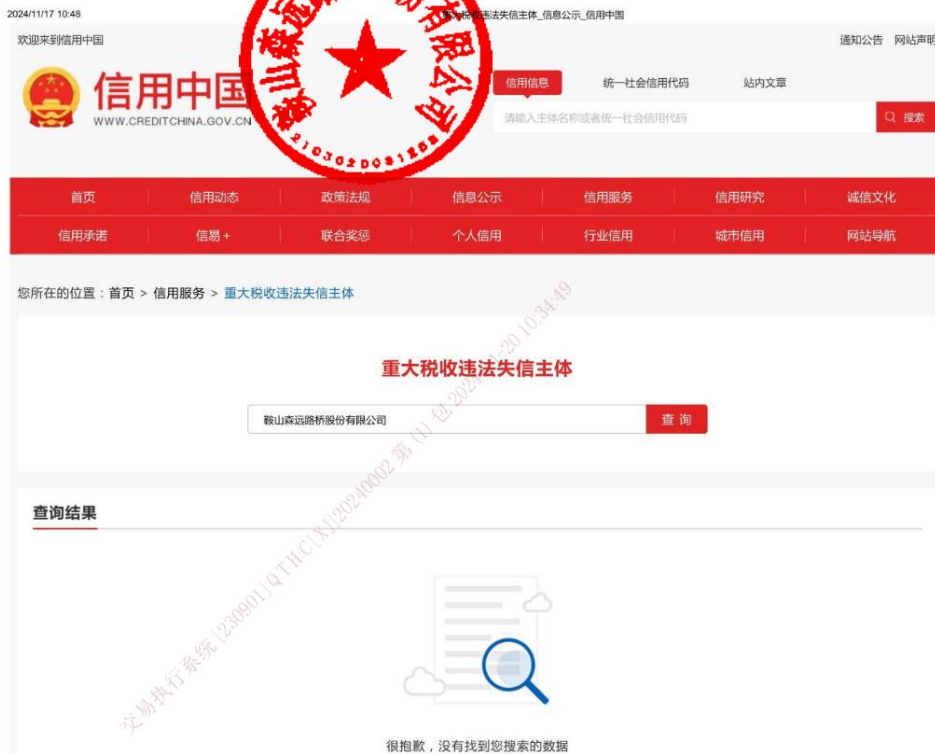 2024/11/17 10:48
重大税收违法失信主体_信息公示_信用中国
欢迎来到信用中国
通知公告 网站声明
信用中国
WWW.CREDITCHINA.GOV.CN
信用信息 统一社会信用代码 站内文章
请输入主体名称或者统一社会信用代码
搜索
首页 信用动态 政策法规 信息公示 信用服务 信用研究 诚信文化
信用承诺 信易+ 联合奖惩 个人信用 行业信用 城市信用 网站导航
您所在的位置：首页 > 信用服务 > 重大税收违法失信主体
重大税收违法失信主体
鞍山森远路桥股份有限公司
查询
查询结果
很抱歉，没有找到您搜索的数据